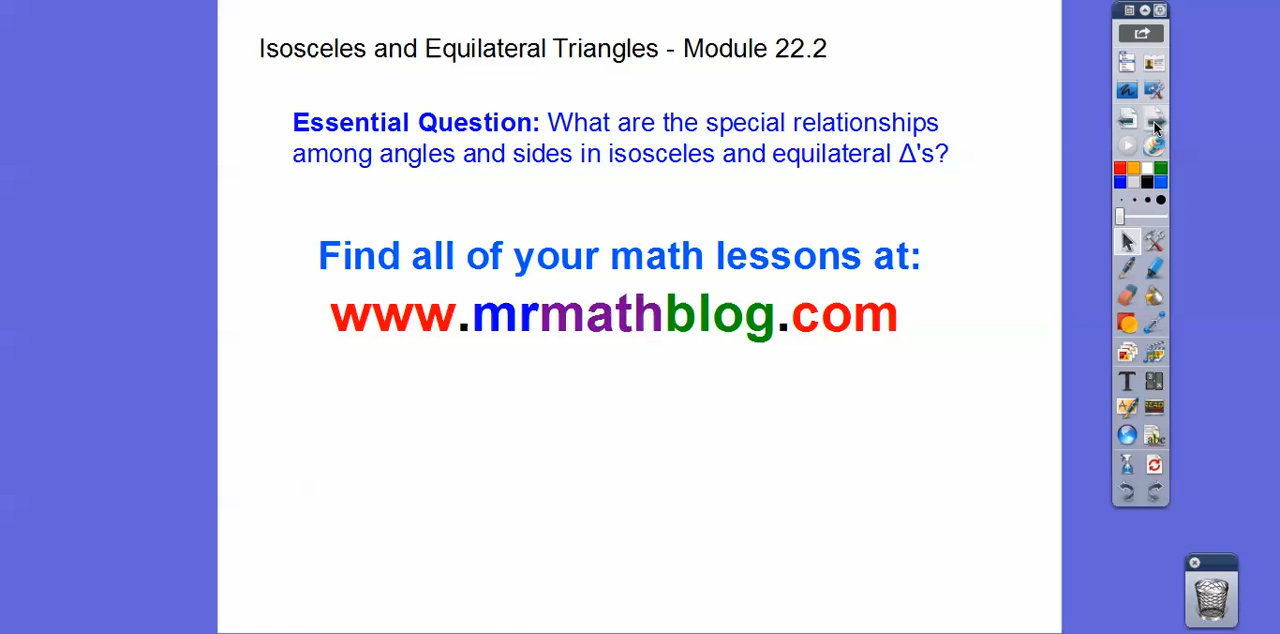 Isosceles and Equilateral Triangles - Module 22.2
Essential Question: What are the special relationships
among angles and sides in isosceles and equilateral Δ's?
Find all of your math lessons at:
www.mrmathblog.com